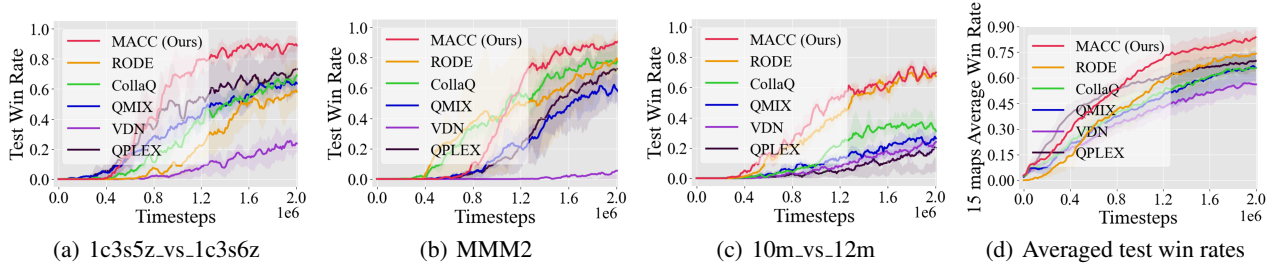 Test Win Rate
1.0
0.8
0.6
0.4
0.2
0.0
MACC (Ours)
RODE
CollaQ
QMIX
VDN
QPLEX
0.0 0.4 0.8 1.2 1.6 2.0
Timesteps 1e6
(a) 1c3s5z_vs_1c3s6z
Test Win Rate
1.0
0.8
0.6
0.4
0.2
0.0
MACC (Ours)
RODE
CollaQ
QMIX
VDN
QPLEX
0.0 0.4 0.8 1.2 1.6 2.0
Timesteps 1e6
(b) MMM2
Test Win Rate
1.0
0.8
0.6
0.4
0.2
0.0
MACC (Ours)
RODE
CollaQ
QMIX
VDN
QPLEX
0.0 0.4 0.8 1.2 1.6 2.0
Timesteps 1e6
(c) 10m_vs_12m
15 maps Average Win Rate
0.90
0.75
0.60
0.45
0.30
0.15
0.00
MACC (Ours)
RODE
CollaQ
QMIX
VDN
QPLEX
0.0 0.4 0.8 1.2 1.6 2.0
Timesteps 1e6
(d) Averaged test win rates